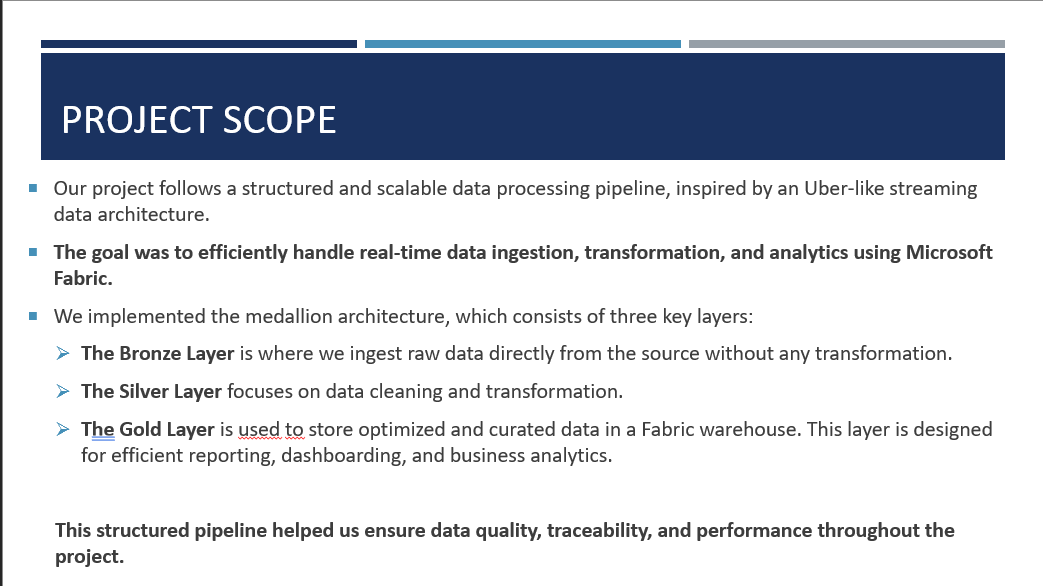 PROJECT SCOPE
Our project follows a structured and scalable data processing pipeline, inspired by an Uber-like streaming
data architecture.
The goal was to efficiently handle real-time data ingestion, transformation, and analytics using Microsoft
Fabric.
We implemented the medallion architecture, which consists of three key layers:
The Bronze Layer is where we ingest raw data directly from the source without any transformation.
The Silver Layer focuses on data cleaning and transformation.
The Gold Layer is used to store optimized and curated data in a Fabric warehouse. This layer is designed
for efficient reporting, dashboarding, and business analytics.
This structured pipeline helped us ensure data quality, traceability, and performance throughout the
project.